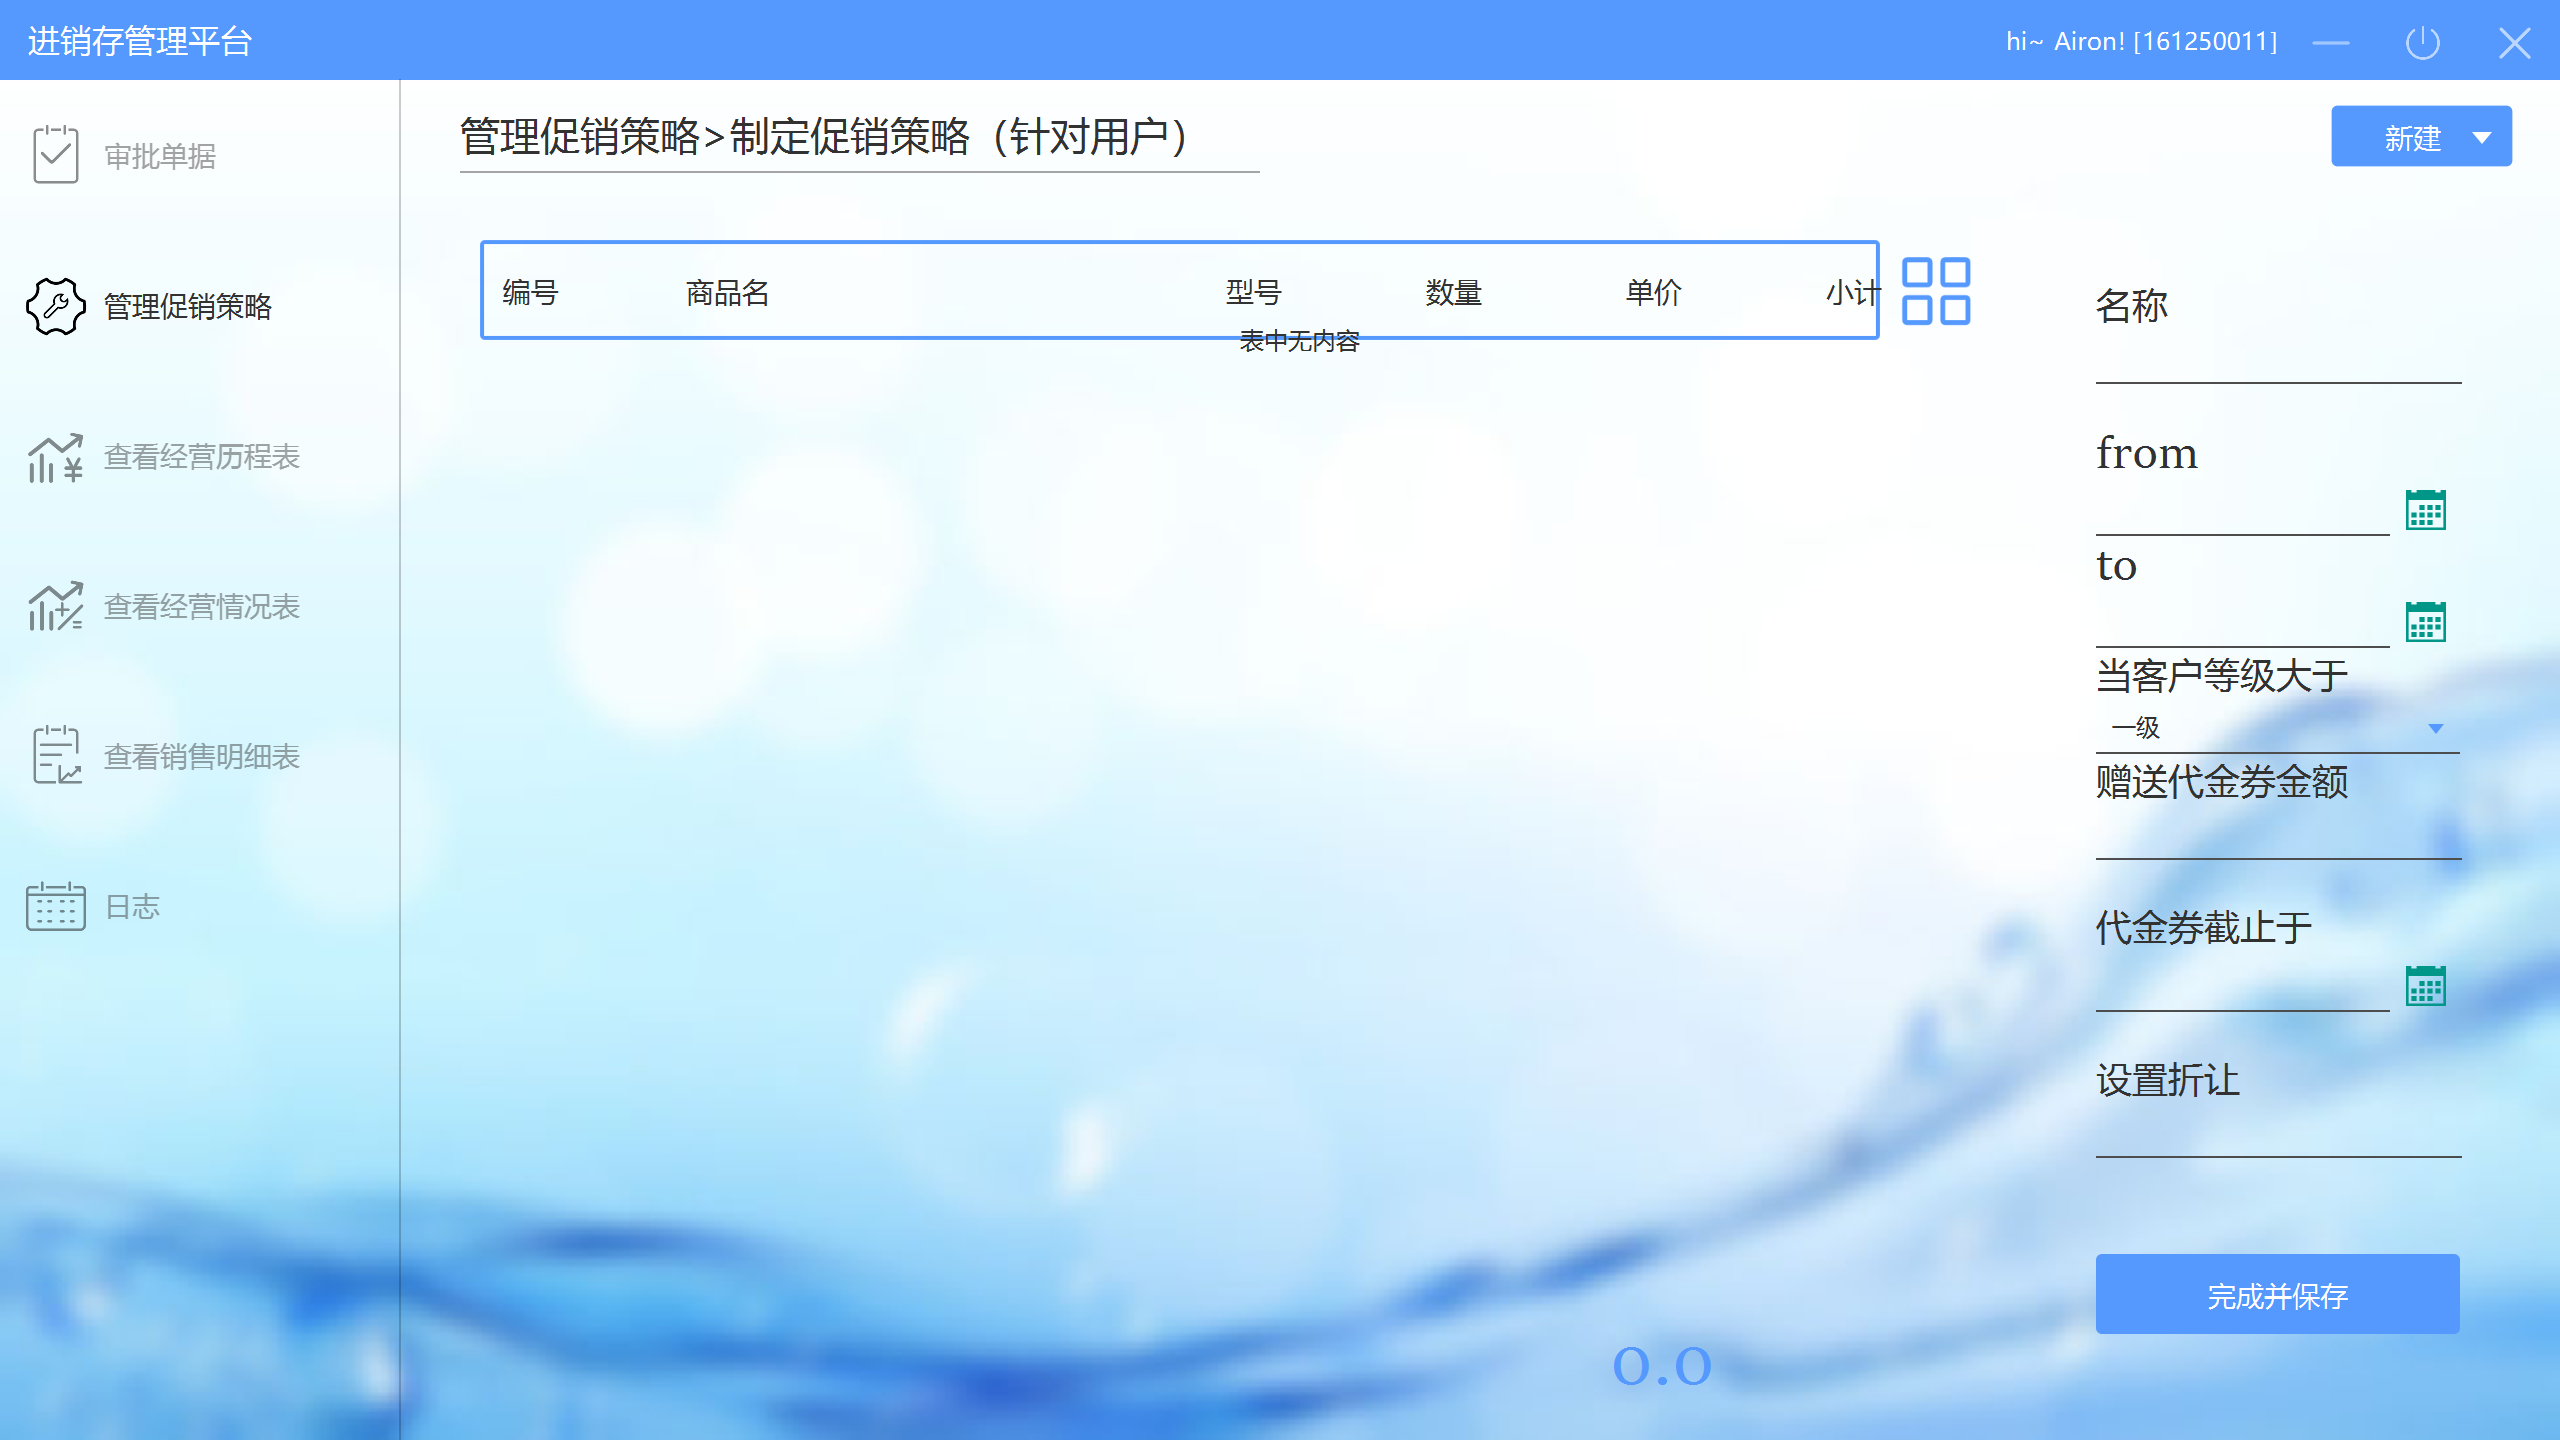 进销存管理平台
hi~ Airon! [161250011]
审批单据
管理促销策略
查看经营历程表
查看经营情况表
查看销售明细表
日志
管理促销策略>制定促销策略（针对用户）
新建
编号 商品名 型号 数量 单价 小计
表中无内容
名称
from
to
当客户等级大于
一级
赠送代金券金额
代金券截止于
设置折让
完成并保存
0.0